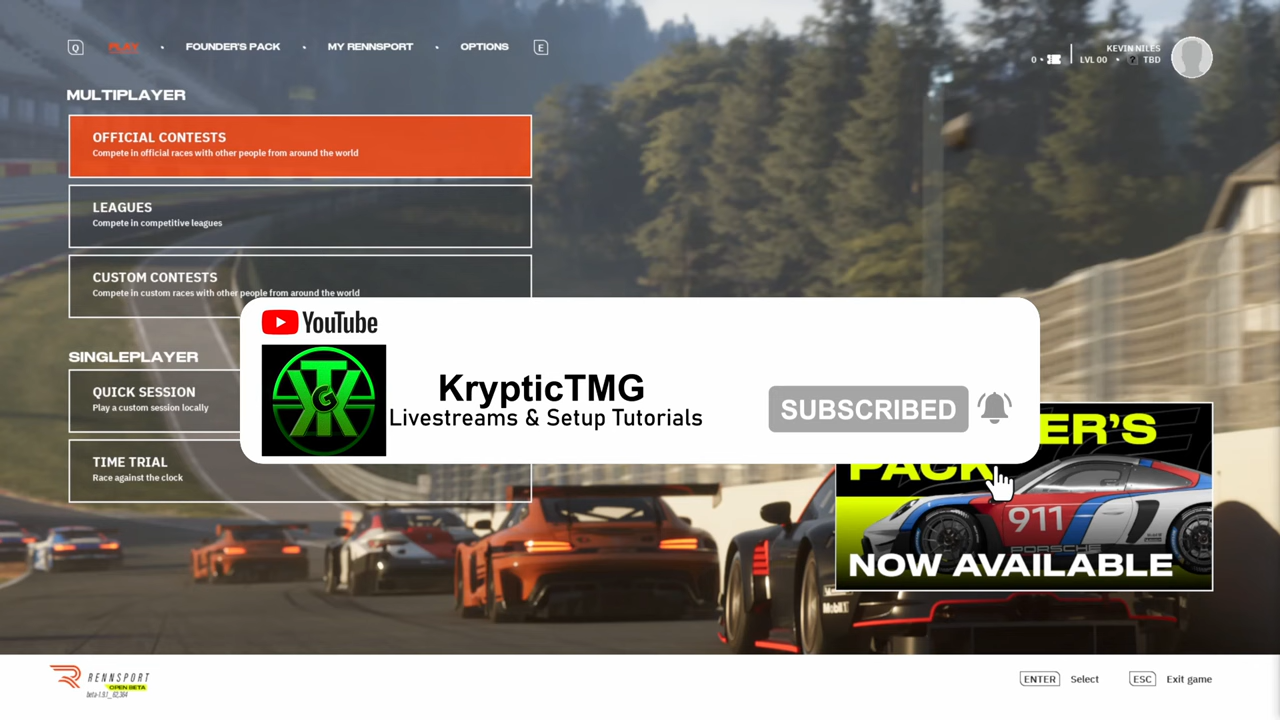 Q
PLAY
FOUNDER'S PACK
MY RENNSPORT
OPTIONS
E
KEVIN NILES
0
LVL 00
?
TBD
MULTIPLAYER
OFFICIAL CONTESTS
Compete in official races with other people from around the world
LEAGUES
Compete in competitive leagues
CUSTOM CONTESTS
Compete in custom races with other people from around the world
SINGLEPLAYER
QUICK SESSION
Play a custom session locally
TIME TRIAL
Race against the clock
YouTube
KrypticTMG
Livestreams & Setup Tutorials
SUBSCRIBED
ER'S
PACK
911
PORSCHE
NOW AVAILABLE
Mobil
RENNSPORT
OPEN BETA
ENTER
Select
ESC
Exit game